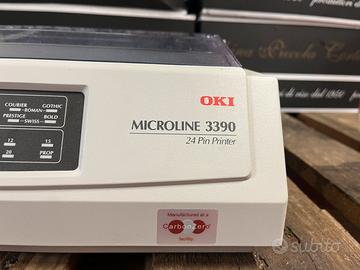 COURIER GOTHIC
ROMAN
PRESTIGE BOLD
SWISS
12 15
20 PROP
OKI
MICROLINE 3390
24 Pin Printer
Manufactured at a
CarbonZero
facility
Piccolo
subito